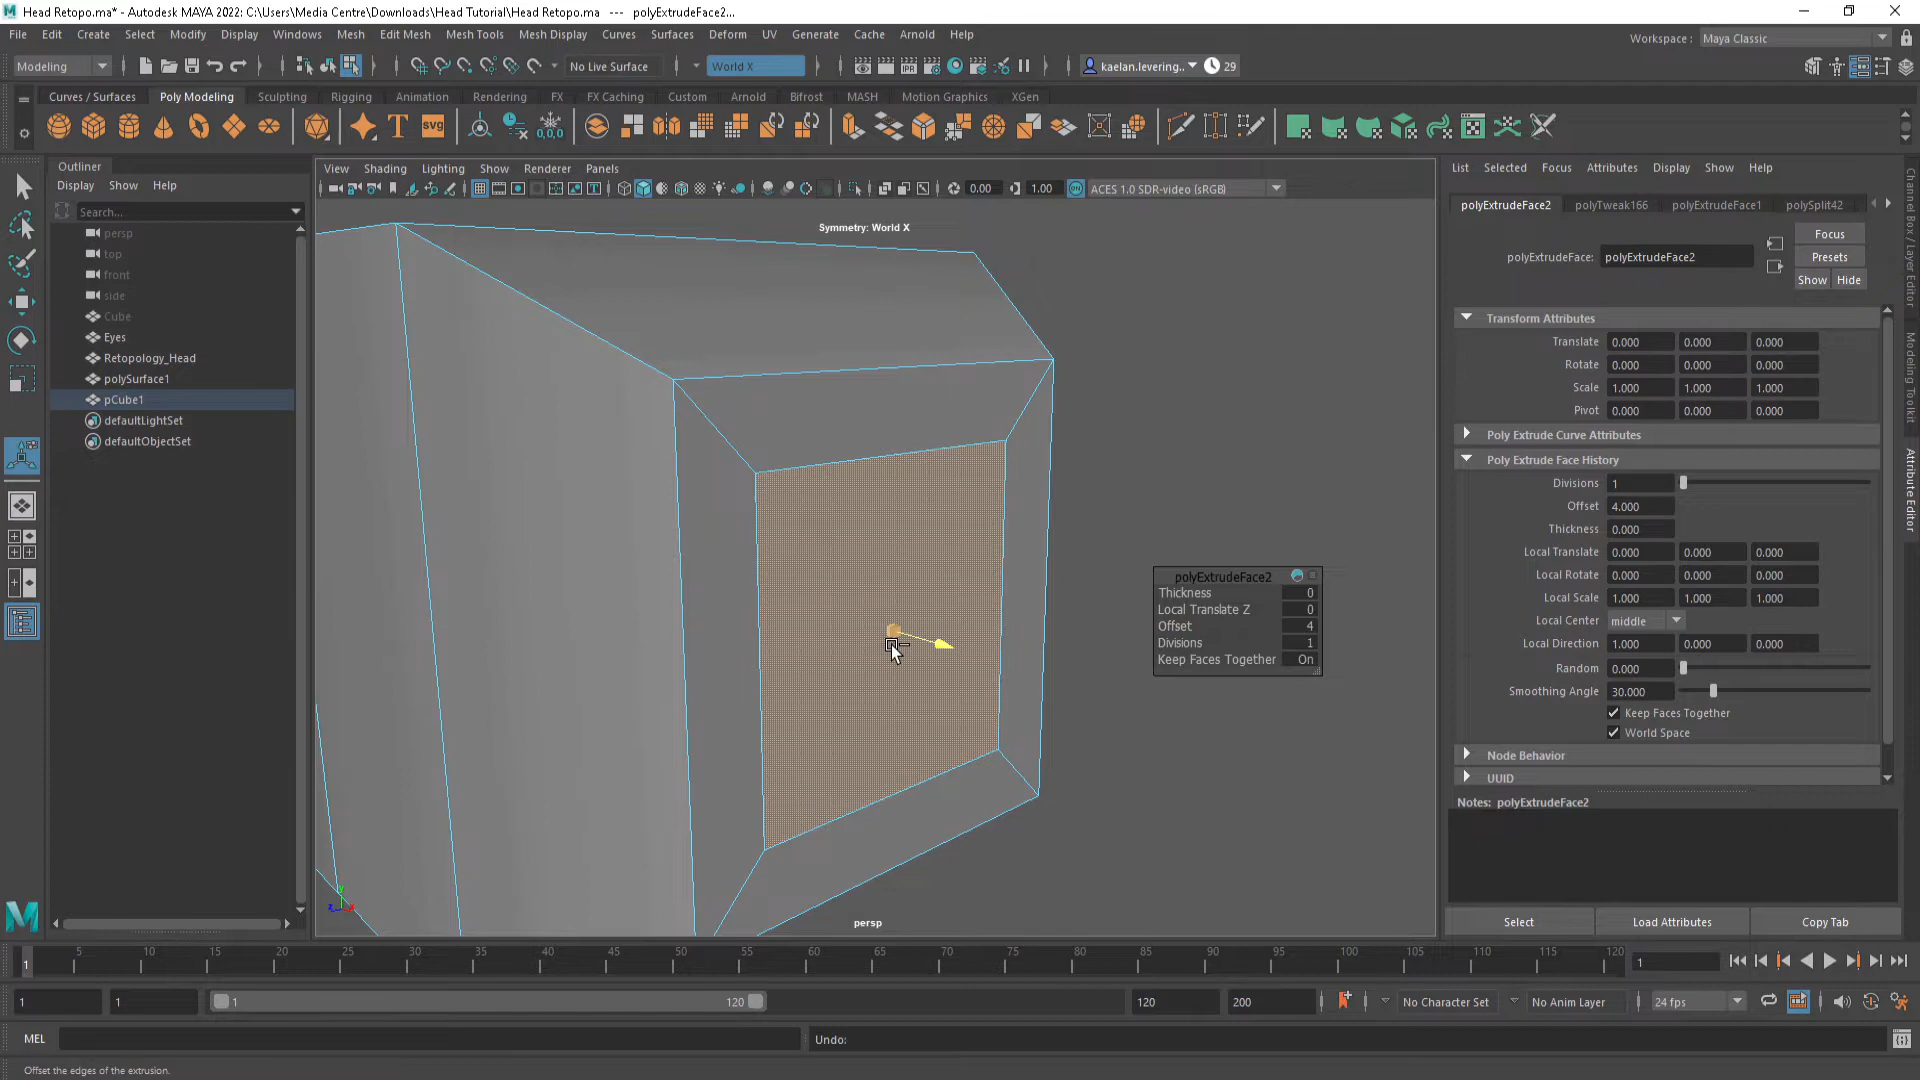 Head Retopo.ma* - Autodesk MAYA 2022: C:\Users\Media Centre\Downloads\Head Tutorial\Head Retopo.ma --- polyExtrudeFace2...
File Edit Create Select Modify Display Windows Mesh Edit Mesh Mesh Tools Mesh Display Curves Surfaces Deform UV Generate Cache Arnold Help
Workspace : Maya Classic
Modeling No Live Surface World X IPR kaelan.levering.. 29
Curves / Surfaces Poly Modeling Sculpting Rigging Animation Rendering FX FX Caching Custom Arnold Bifrost MASH Motion Graphics XGen
T SVG 0,0,0
Outliner
Display Show Help
Search...
persp
top
front
side
Cube
Eyes
Retopology_Head
polySurface1
pCube1
defaultLightSet
defaultObjectSet
View Shading Lighting Show Renderer Panels
0.00 1.00 ACES 1.0 SDR-video (sRGB)
Symmetry: World X
polyExtrudeFace2
Thickness 0
Local Translate Z 0
Offset 4
Divisions 1
Keep Faces Together On
y
z x
persp
List Selected Focus Attributes Display Show Help
polyExtrudeFace2 polyTweak166 polyExtrudeFace1 polySplit42
polyExtrudeFace: polyExtrudeFace2
Focus
Presets
Show Hide
Transform Attributes
Translate 0.000 0.000 0.000
Rotate 0.000 0.000 0.000
Scale 1.000 1.000 1.000
Pivot 0.000 0.000 0.000
Poly Extrude Curve Attributes
Poly Extrude Face History
Divisions 1
Offset 4.000
Thickness 0.000
Local Translate 0.000 0.000 0.000
Local Rotate 0.000 0.000 0.000
Local Scale 1.000 1.000 1.000
Local Center middle
Local Direction 1.000 0.000 0.000
Random 0.000
Smoothing Angle 30.000
Keep Faces Together
World Space
Node Behavior
UUID
Notes: polyExtrudeFace2
Select Load Attributes Copy Tab
Channel Box / Layer Editor
Modeling Toolkit
Attribute Editor
1 5 10 15 20 25 30 35 40 45 50 55 60 65 70 75 80 85 90 95 100 105 110 115 120
1
1 1 1 120 120 200 No Character Set No Anim Layer 24 fps
MEL Undo:
Offset the edges of the extrusion.